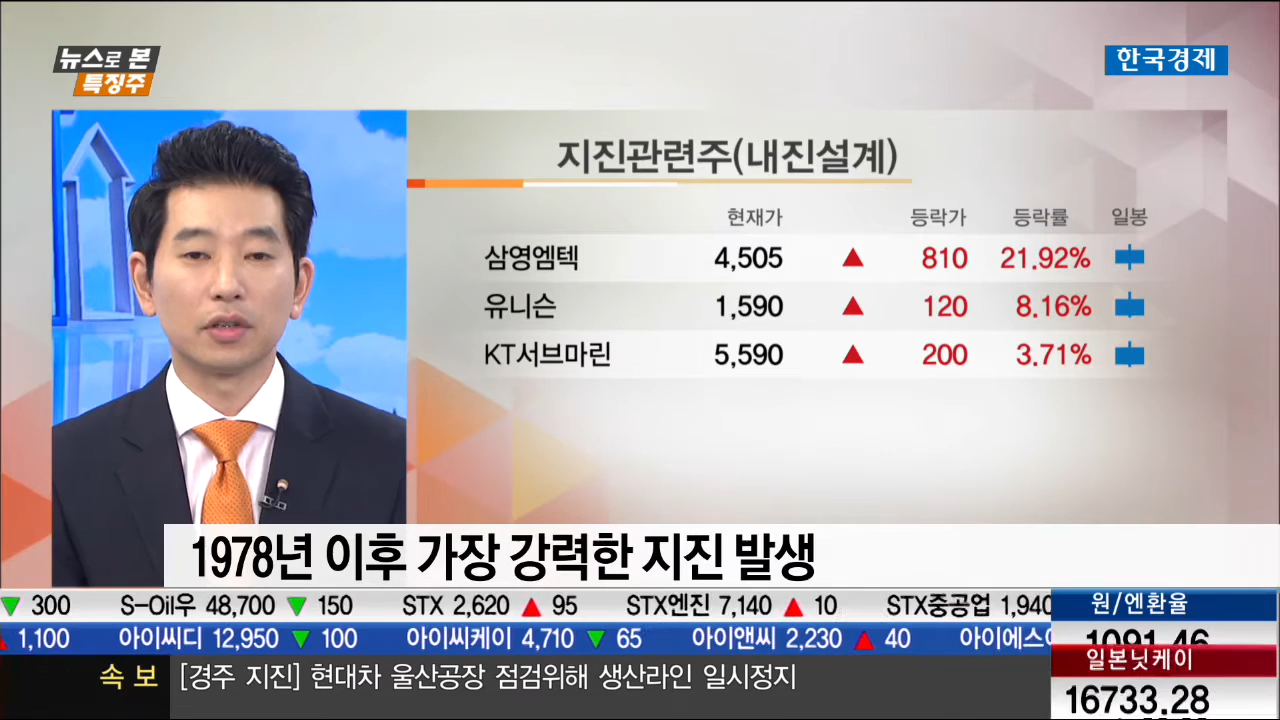 뉴스로 본
특징주
한국경제
지진관련주(내진설계)
현재가 등락가 등락률 일봉
삼영엠텍 4,505 ▲ 810 21.92%
유니슨 1,590 ▲ 120 8.16%
KT서브마린 5,590 ▲ 200 3.71%
1978년 이후 가장 강력한 지진 발생
▼ 300 S-Oil우 48,700 ▼ 150 STX 2,620 ▲ 95 STX엔진 7,140 ▲ 10 STX중공업 1,940
▲ 1,100 아이씨디 12,950 ▼ 100 아이씨케이 4,710 ▼ 65 아이앤씨 2,230 ▲ 40 아이에스
원/엔환율
1091.46
일본닛케이
16733.28
속보 [경주 지진] 현대차 울산공장 점검위해 생산라인 일시정지